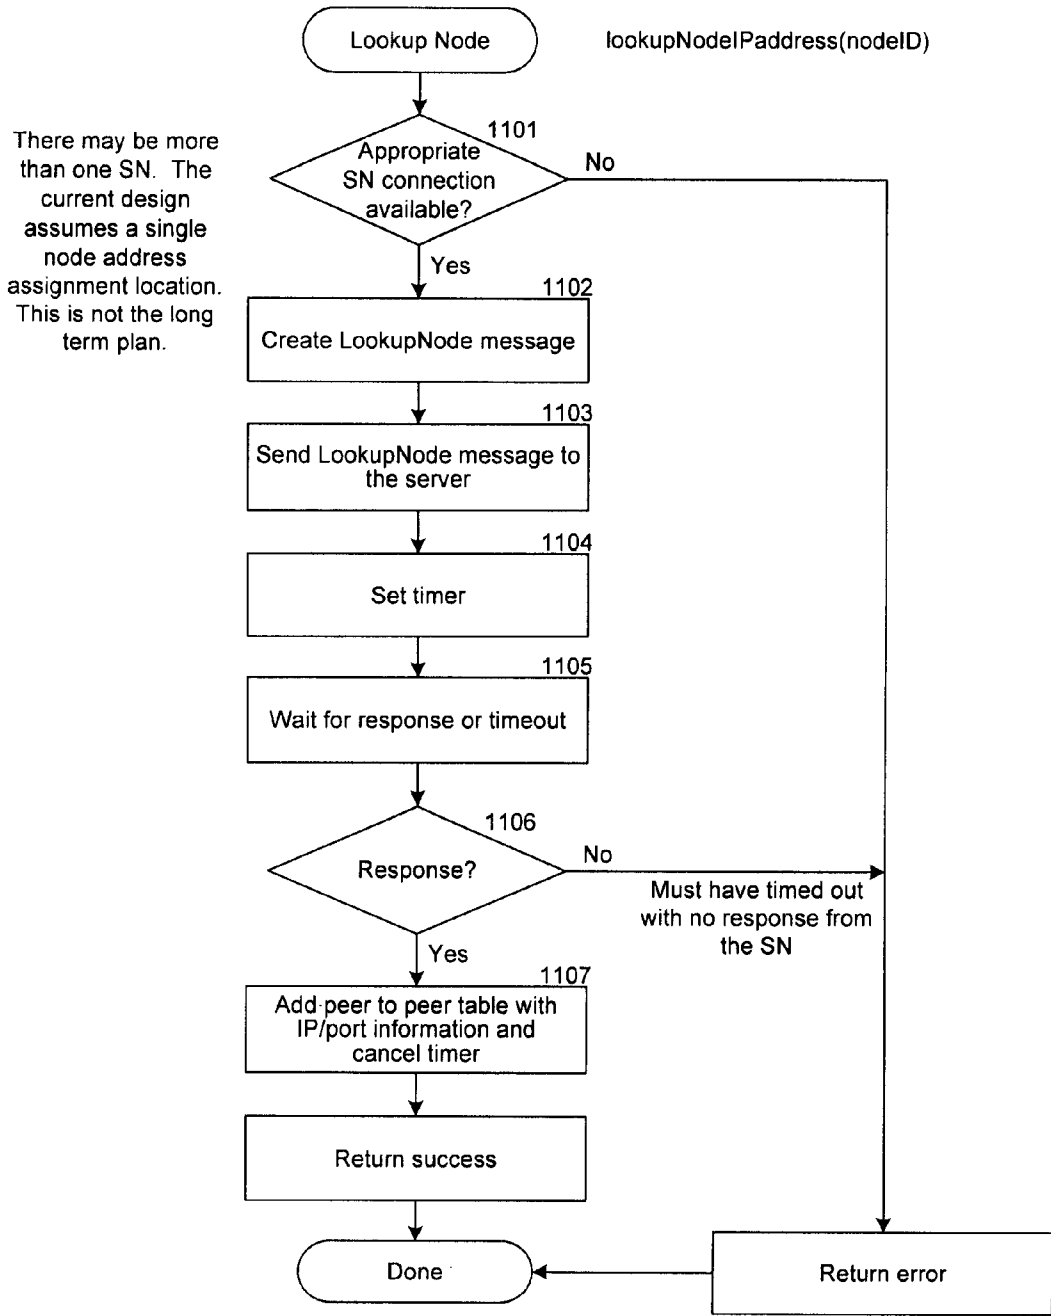 Lookup Node
lookupNodeIPaddress(nodeID)
There may be more
than one SN. The
current design
assumes a single
node address
assignment location.
This is not the long
term plan.
1101
Appropriate
SN connection
available?
No
Yes
1102
Create LookupNode message
1103
Send LookupNode message to
the server
1104
Set timer
1105
Wait for response or timeout
1106
Response?
No
Must have timed out
with no response from
the SN
Yes
1107
Add peer to peer table with
IP/port information and
cancel timer
Return success
Done
Return error